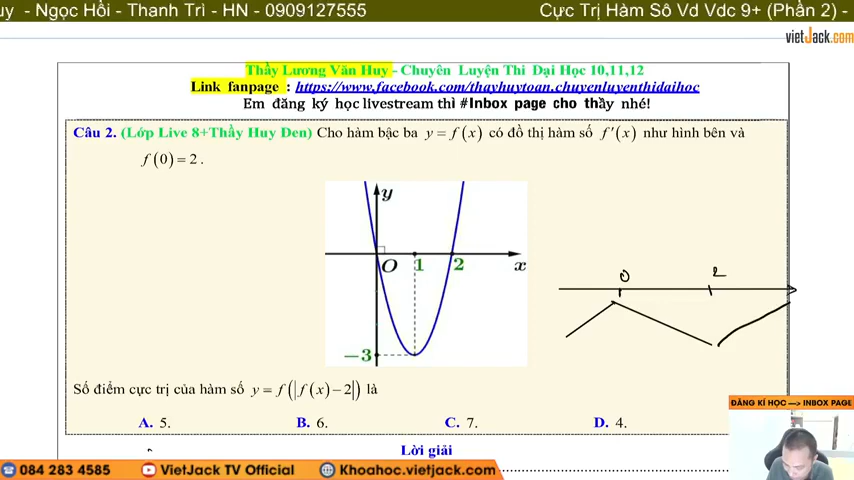 uy - Ngọc Hồi - Thanh Trì - HN - 0909127555 Cực Trị Hàm Số Vd Vdc 9+ (Phần 2) -
vietJack.com
Thầy Lương Văn Huy - Chuyên Luyện Thi Đại Học 10,11,12
Link fanpage : https://www.facebook.com/thayhuytoan.chuyenluyenthidaihoc
Em đăng ký học livestream thì #Inbox page cho thầy nhé!
Câu 2. (Lớp Live 8+Thầy Huy Đen) Cho hàm bậc ba y = f(x) có đồ thị hàm số f'(x) như hình bên và
f(0) = 2.
y
O 1 2 x
-3
0 2
Số điểm cực trị của hàm số y = f(|f(x) - 2|) là
A. 5. B. 6. C. 7. D. 4.
ĐĂNG KÍ HỌC —> INBOX PAGE
Lời giải
084 283 4585 VietJack TV Official Khoahoc.vietjack.com